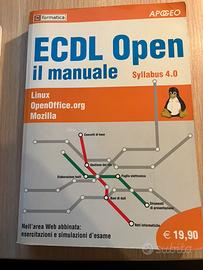 informatica
APOGEO
ECDL Open
il manuale
Syllabus 4.0
Linux
OpenOffice.org
Mozilla
Concetti di base
Gestione dei file
Elaborazione testi
Foglio elettronico
Basi di dati
Strumenti di presentazione
Reti informatiche
Nell'area Web abbinata:
esercitazioni e simulazioni d'esame
€ 19,90
subito